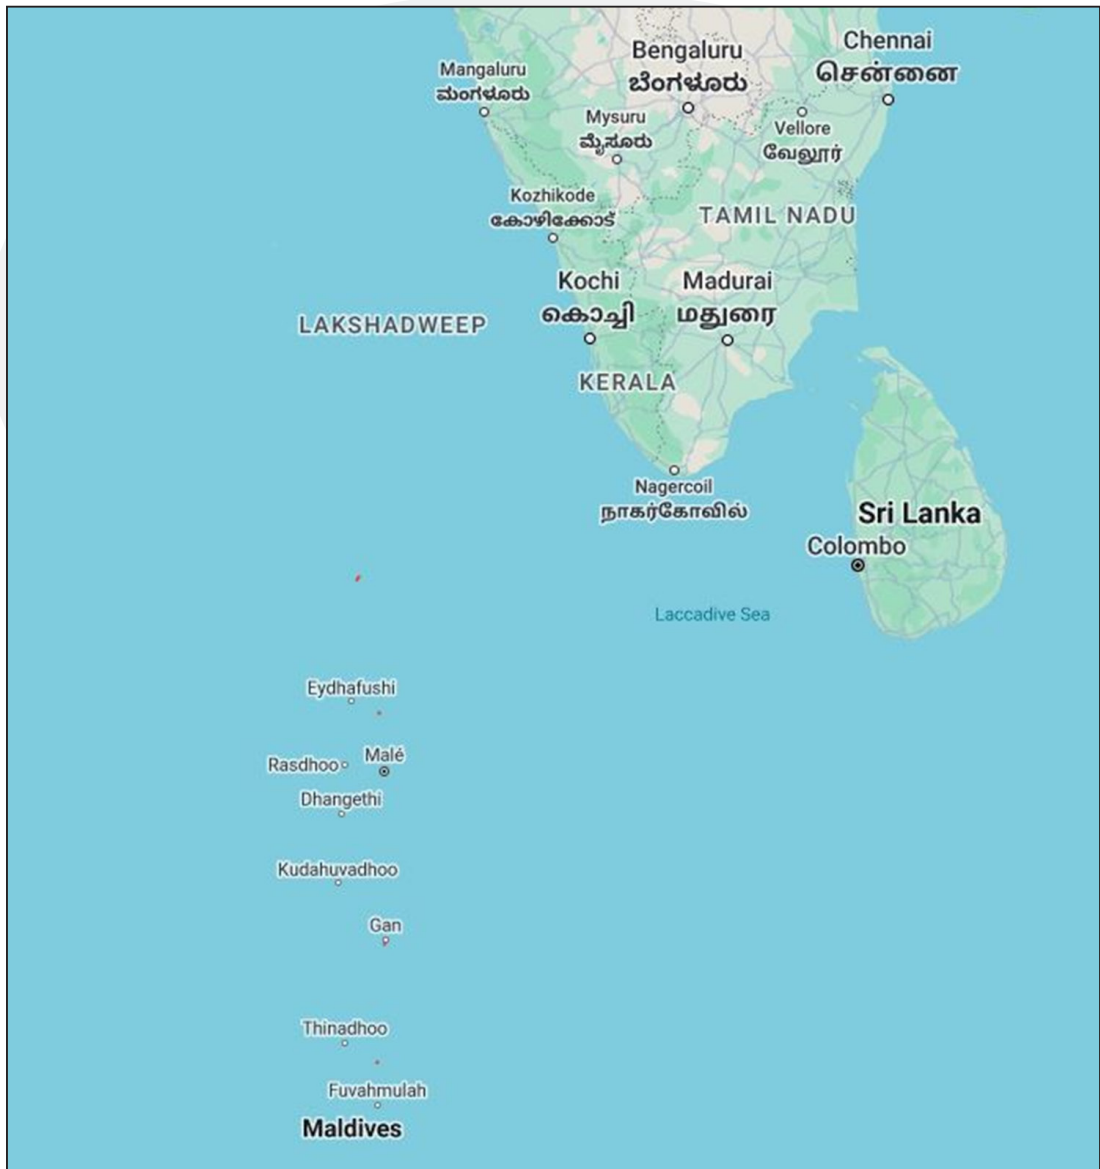 Bengaluru
ಬೆಂಗಳೂರು
Chennai
சென்னை
Mangaluru
ಮಂಗಳೂರು
Mysuru
ಮೈಸೂರು
Vellore
வேலூர்
Kozhikode
കോഴിക്കോട്
TAMIL NADU
Kochi
കൊച്ചി
Madurai
மதுரை
LAKSHADWEEP
KERALA
Nagercoil
நாகர்கோவில்
Sri Lanka
Colombo
Laccadive Sea
Eydhafushi
Malé
Rasdhoo
Dhangethi
Kudahuvadhoo
Gan
Thinadhoo
Fuvahmulah
Maldives